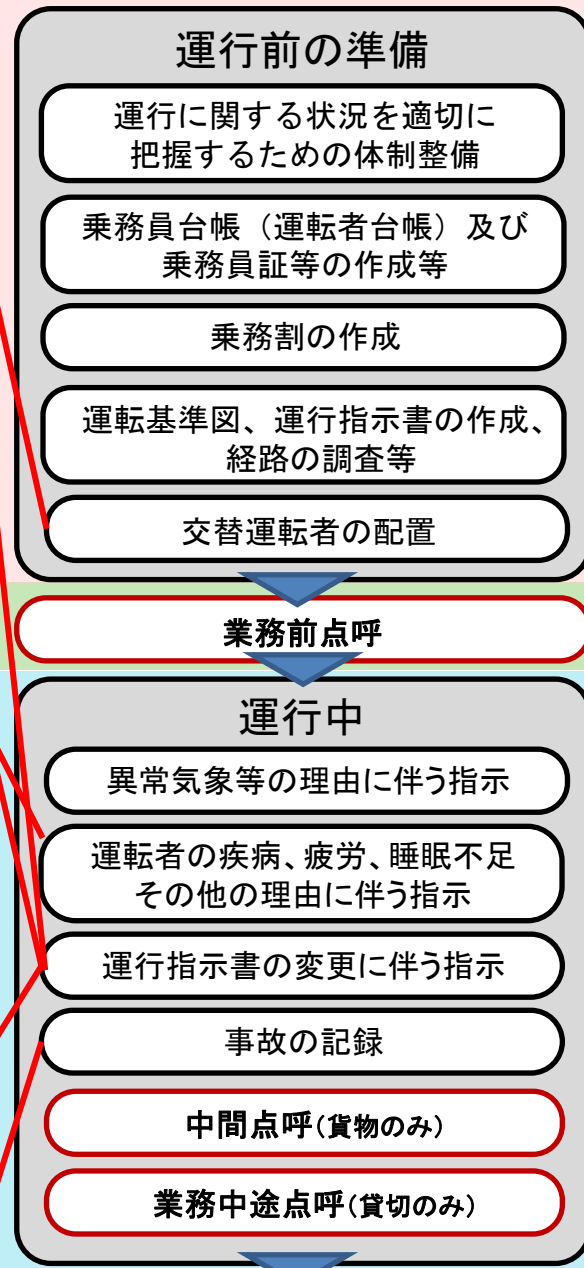 運行前の準備
運行に関する状況を適切に
把握するための体制整備
乗務員台帳（運転者台帳）及び
乗務員証等の作成等
乗務割の作成
運転基準図、運行指示書の作成、
経路の調査等
交替運転者の配置
業務前点呼
運行中
異常気象等の理由に伴う指示
運転者の疾病、疲労、睡眠不足
その他の理由に伴う指示
運行指示書の変更に伴う指示
事故の記録
中間点呼(貨物のみ)
業務中途点呼(貸切のみ)